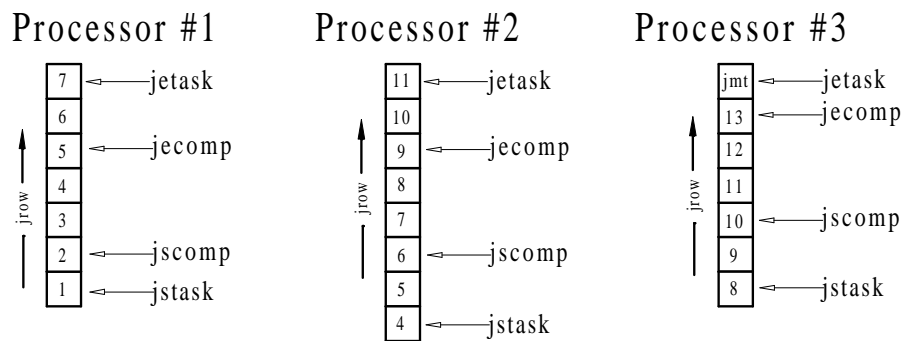 Processor #1 Processor #2 Processor #3
7 jetask
6
5 jecomp
4
3
2 jscomp
1 jstask
jrow
11 jetask
10
9 jecomp
8
7
6 jscomp
5
4 jstask
jrow
jmt jetask
13 jecomp
12
11
10 jscomp
9
8 jstask
jrow